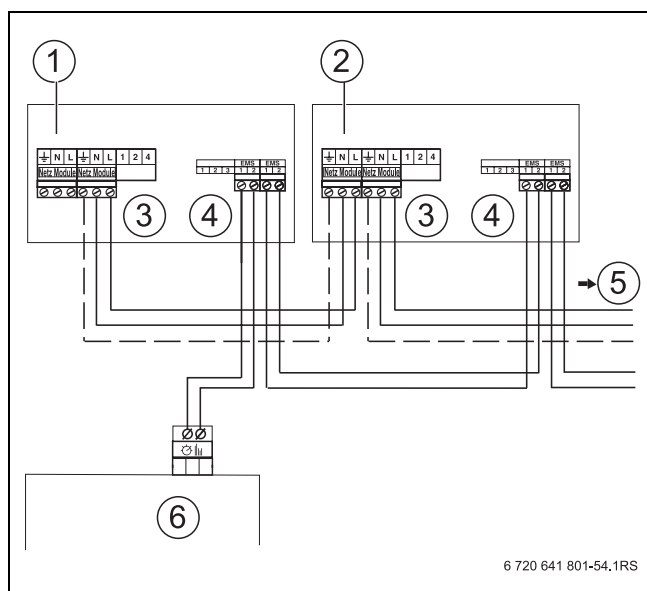 1
2
⏚ N L ⏚ N L 1 2 4
Netz Module Netz Module
EMS EMS
1 2 3 1 2 1 2
3
4
⏚ N L ⏚ N L 1 2 4
Netz Module Netz Module
EMS EMS
1 2 3 1 2 1 2
3
4
5
6
6 720 641 801-54.1RS